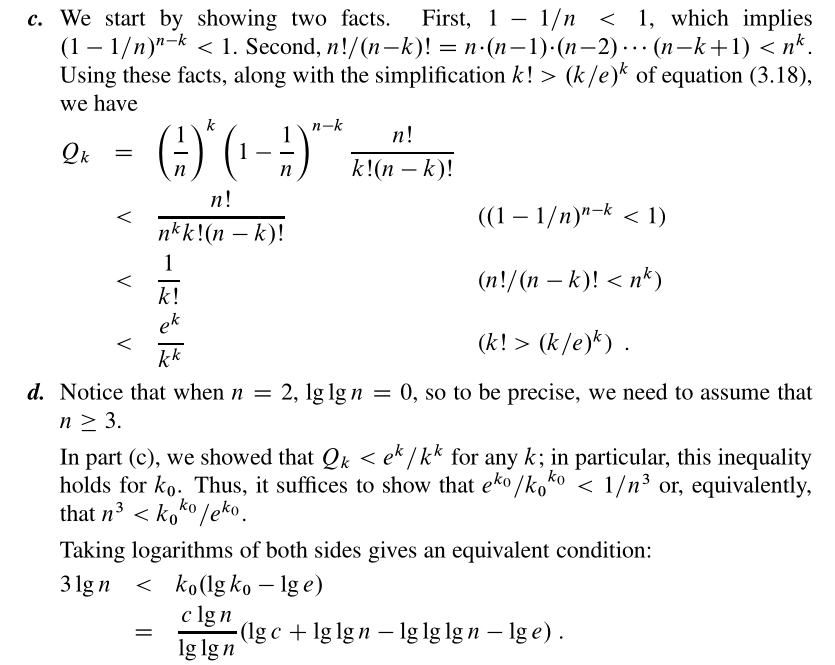 c. We start by showing two facts. First, 1 − 1/n < 1, which implies
(1 − 1/n)^{n−k} < 1. Second, n!/(n−k)! = n·(n−1)·(n−2)···(n−k+1) < n^k.
Using these facts, along with the simplification k! > (k/e)^k of equation (3.18),
we have
Q_k = (1/n)^k (1 − 1/n)^{n−k} n!/(k!(n − k)!)
< n!/(n^k k!(n − k)!) ((1 − 1/n)^{n−k} < 1)
< 1/k! (n!/(n − k)! < n^k)
< e^k/k^k (k! > (k/e)^k) .
d. Notice that when n = 2, lg lg n = 0, so to be precise, we need to assume that
n ≥ 3.
In part (c), we showed that Q_k < e^k/k^k for any k; in particular, this inequality
holds for k_0. Thus, it suffices to show that e^{k_0}/k_0^{k_0} < 1/n^3 or, equivalently,
that n^3 < k_0^{k_0}/e^{k_0}.
Taking logarithms of both sides gives an equivalent condition:
3 lg n < k_0(lg k_0 − lg e)
= (c lg n)/(lg lg n) (lg c + lg lg n − lg lg lg n − lg e) .